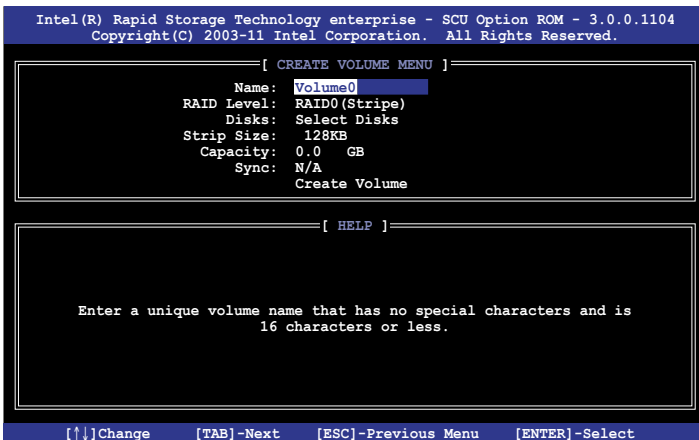 Intel(R) Rapid Storage Technology enterprise - SCU Option ROM - 3.0.0.1104
Copyright(C) 2003-11 Intel Corporation. All Rights Reserved.
[ CREATE VOLUME MENU ]
Name: Volume0
RAID Level: RAID0(Stripe)
Disks: Select Disks
Strip Size: 128KB
Capacity: 0.0 GB
Sync: N/A
Create Volume
[ HELP ]
Enter a unique volume name that has no special characters and is
16 characters or less.
[↑↓]Change [TAB]-Next [ESC]-Previous Menu [ENTER]-Select